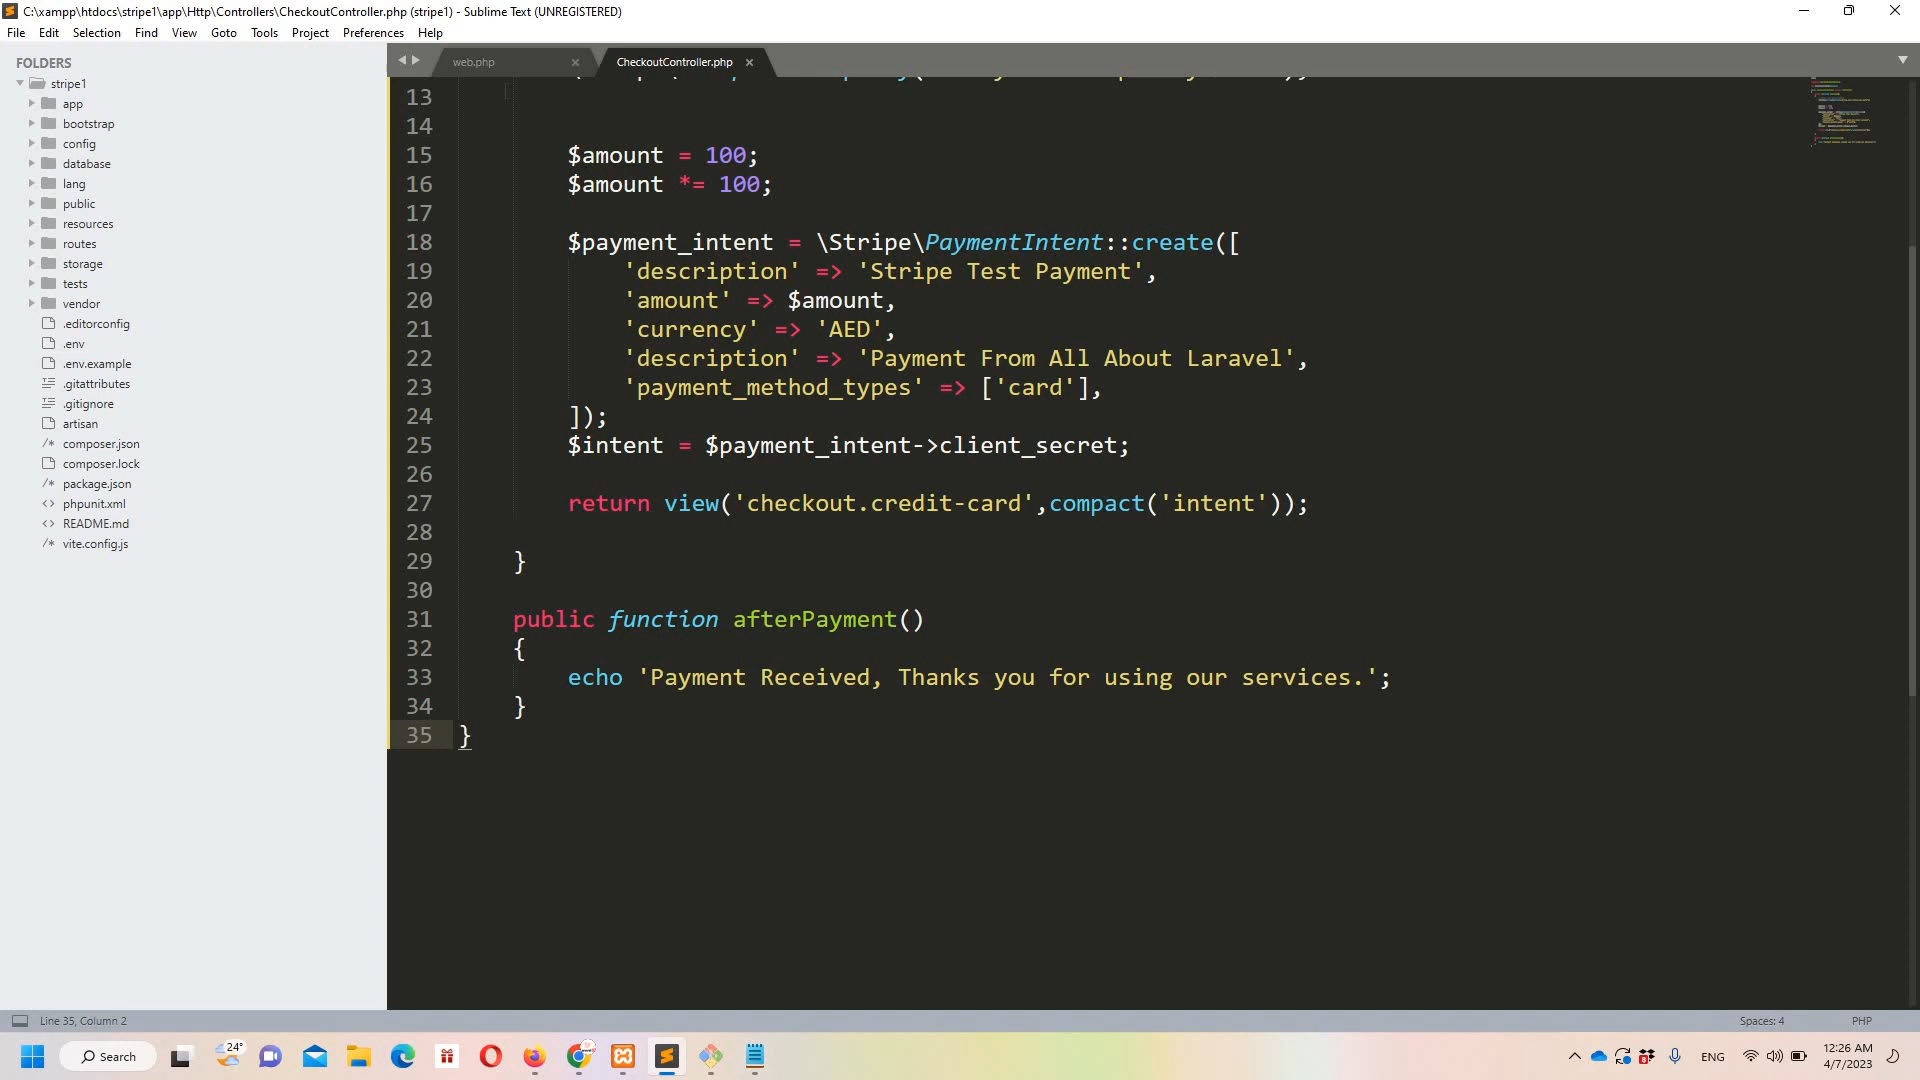 C:\xampp\htdocs\stripe1\app\Http\Controllers\CheckoutController.php (stripe1) - Sublime Text (UNREGISTERED)
File Edit Selection Find View Goto Tools Project Preferences Help
FOLDERS
stripe1
app
bootstrap
config
database
lang
public
resources
routes
storage
tests
vendor
.editorconfig
.env
.env.example
.gitattributes
.gitignore
artisan
/* composer.json
composer.lock
/* package.json
<> phpunit.xml
<> README.md
/* vite.config.js
web.php
CheckoutController.php
13
14
15 $amount = 100;
16 $amount *= 100;
17
18 $payment_intent = \Stripe\PaymentIntent::create([
19 'description' => 'Stripe Test Payment',
20 'amount' => $amount,
21 'currency' => 'AED',
22 'description' => 'Payment From All About Laravel',
23 'payment_method_types' => ['card'],
24 ]);
25 $intent = $payment_intent->client_secret;
26
27 return view('checkout.credit-card',compact('intent'));
28
29 }
30
31 public function afterPayment()
32 {
33 echo 'Payment Received, Thanks you for using our services.';
34 }
35 }
Line 35, Column 2
Spaces: 4
PHP
Search
24°
ENG
12:26 AM
4/7/2023